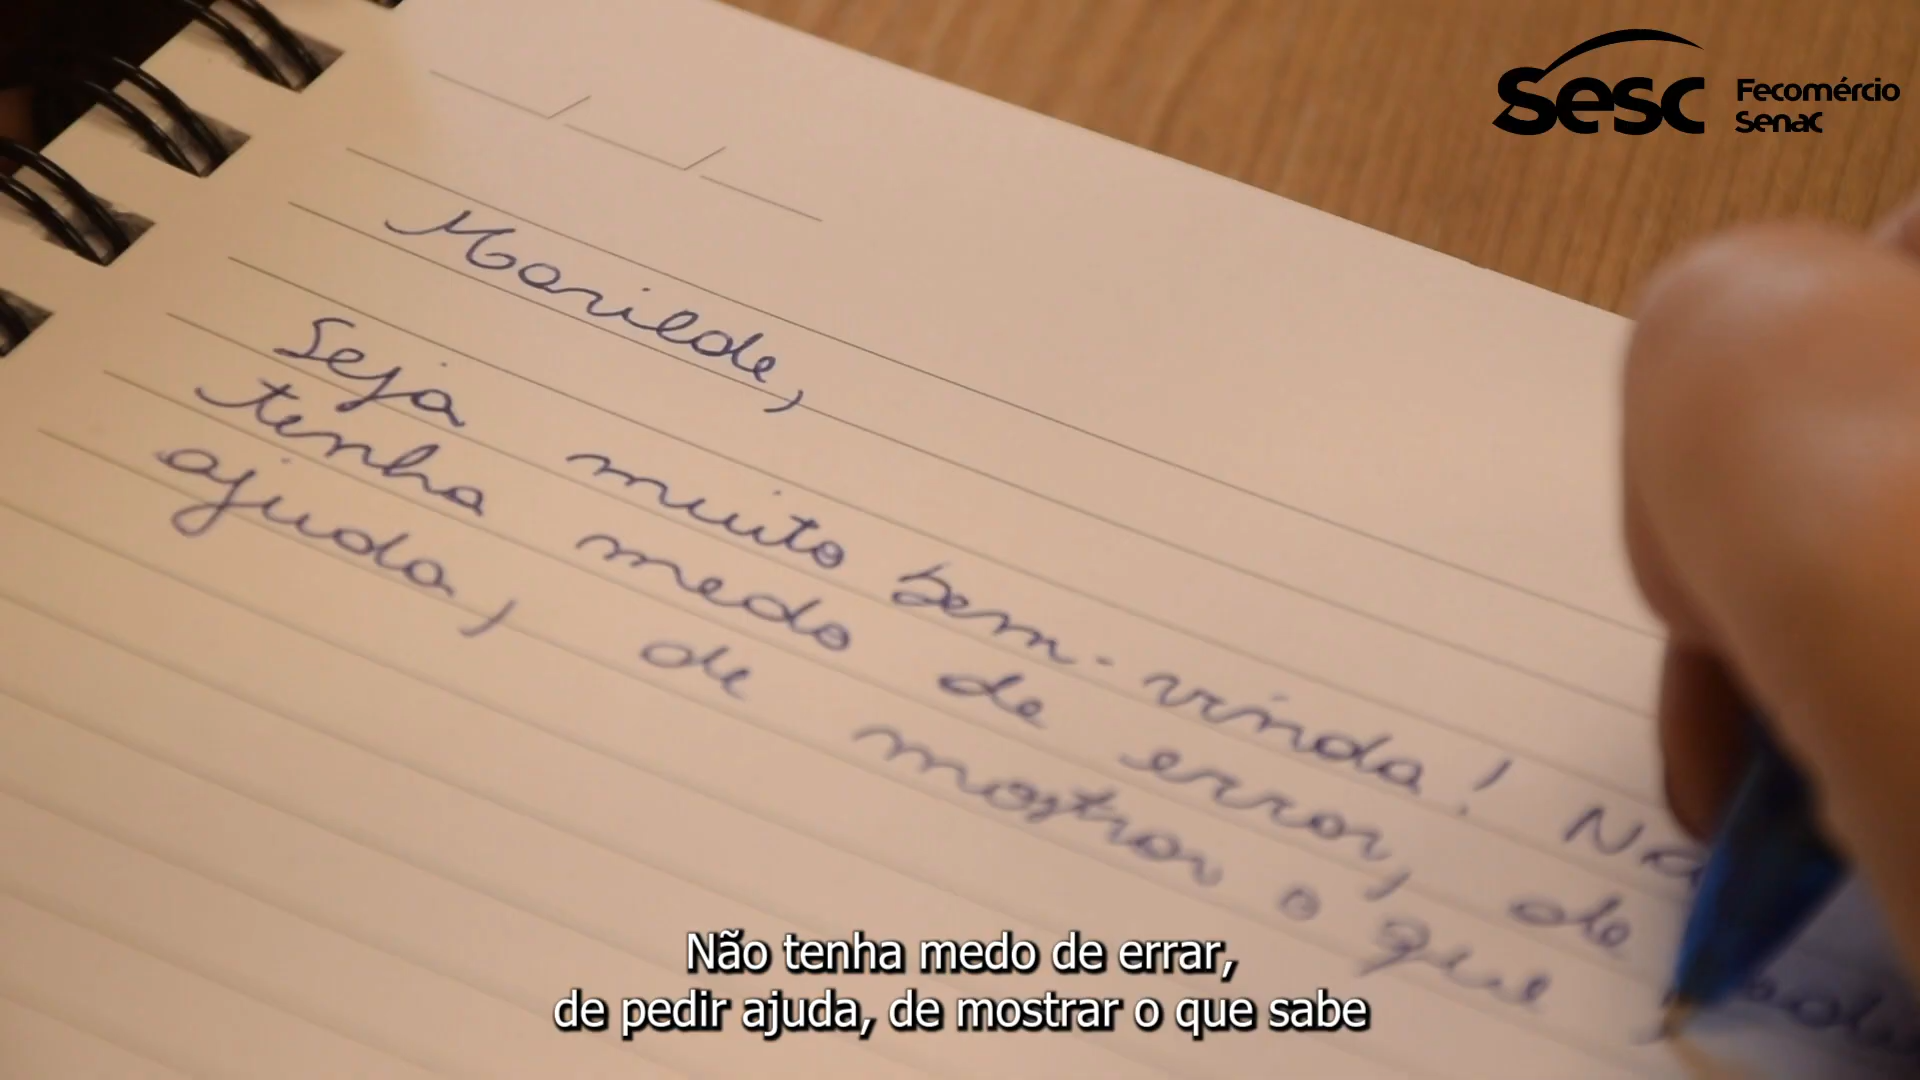 Sesc
Fecomércio
Senac
Marilde,
Seja muito bem-vinda! Nã
tenha medo de errar, de pedir
ajuda, de mostrar o que
Não tenha medo de errar,
de pedir ajuda, de mostrar o que sabe